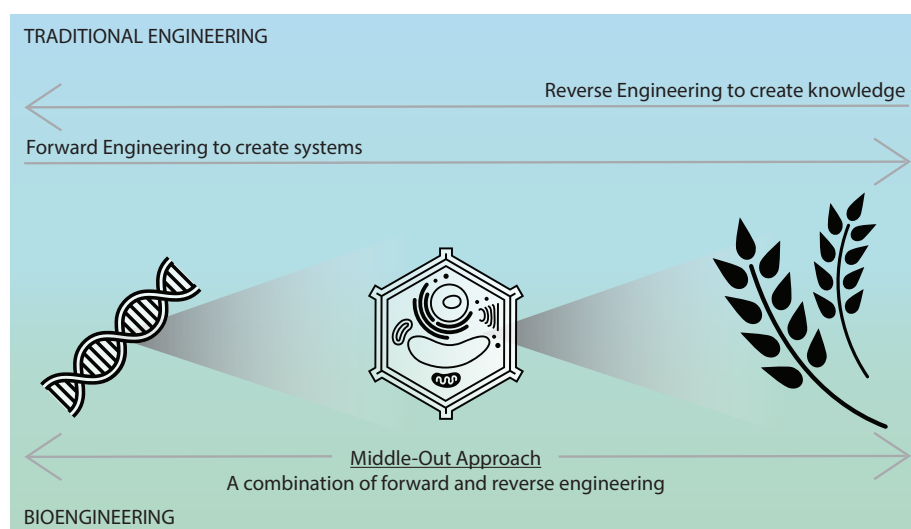 TRADITIONAL ENGINEERING
Reverse Engineering to create knowledge
Forward Engineering to create systems
Middle-Out Approach
A combination of forward and reverse engineering
BIOENGINEERING